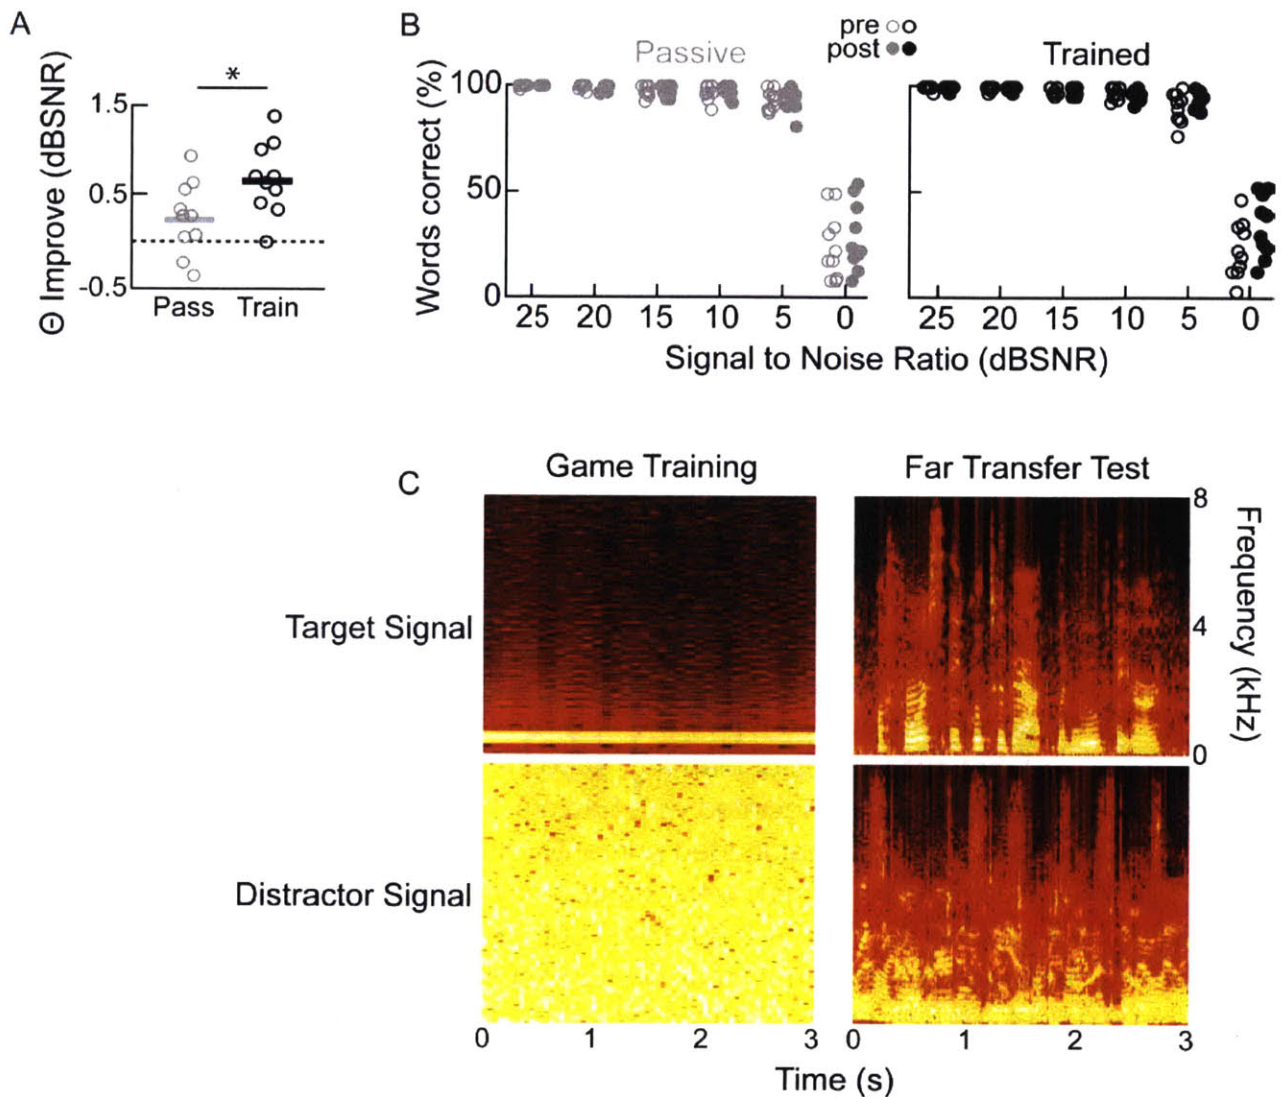 A
Θ Improve (dBSNR)
*
1.5
0.5
-0.5
Pass Train
B
pre
post
Passive
Trained
Words correct (%)
100
50
0
25 20 15 10 5 0
25 20 15 10 5 0
Signal to Noise Ratio (dBSNR)
C
Game Training
Far Transfer Test
Target Signal
Distractor Signal
8
4
0
Frequency (kHz)
0 1 2 3
0 1 2 3
Time (s)